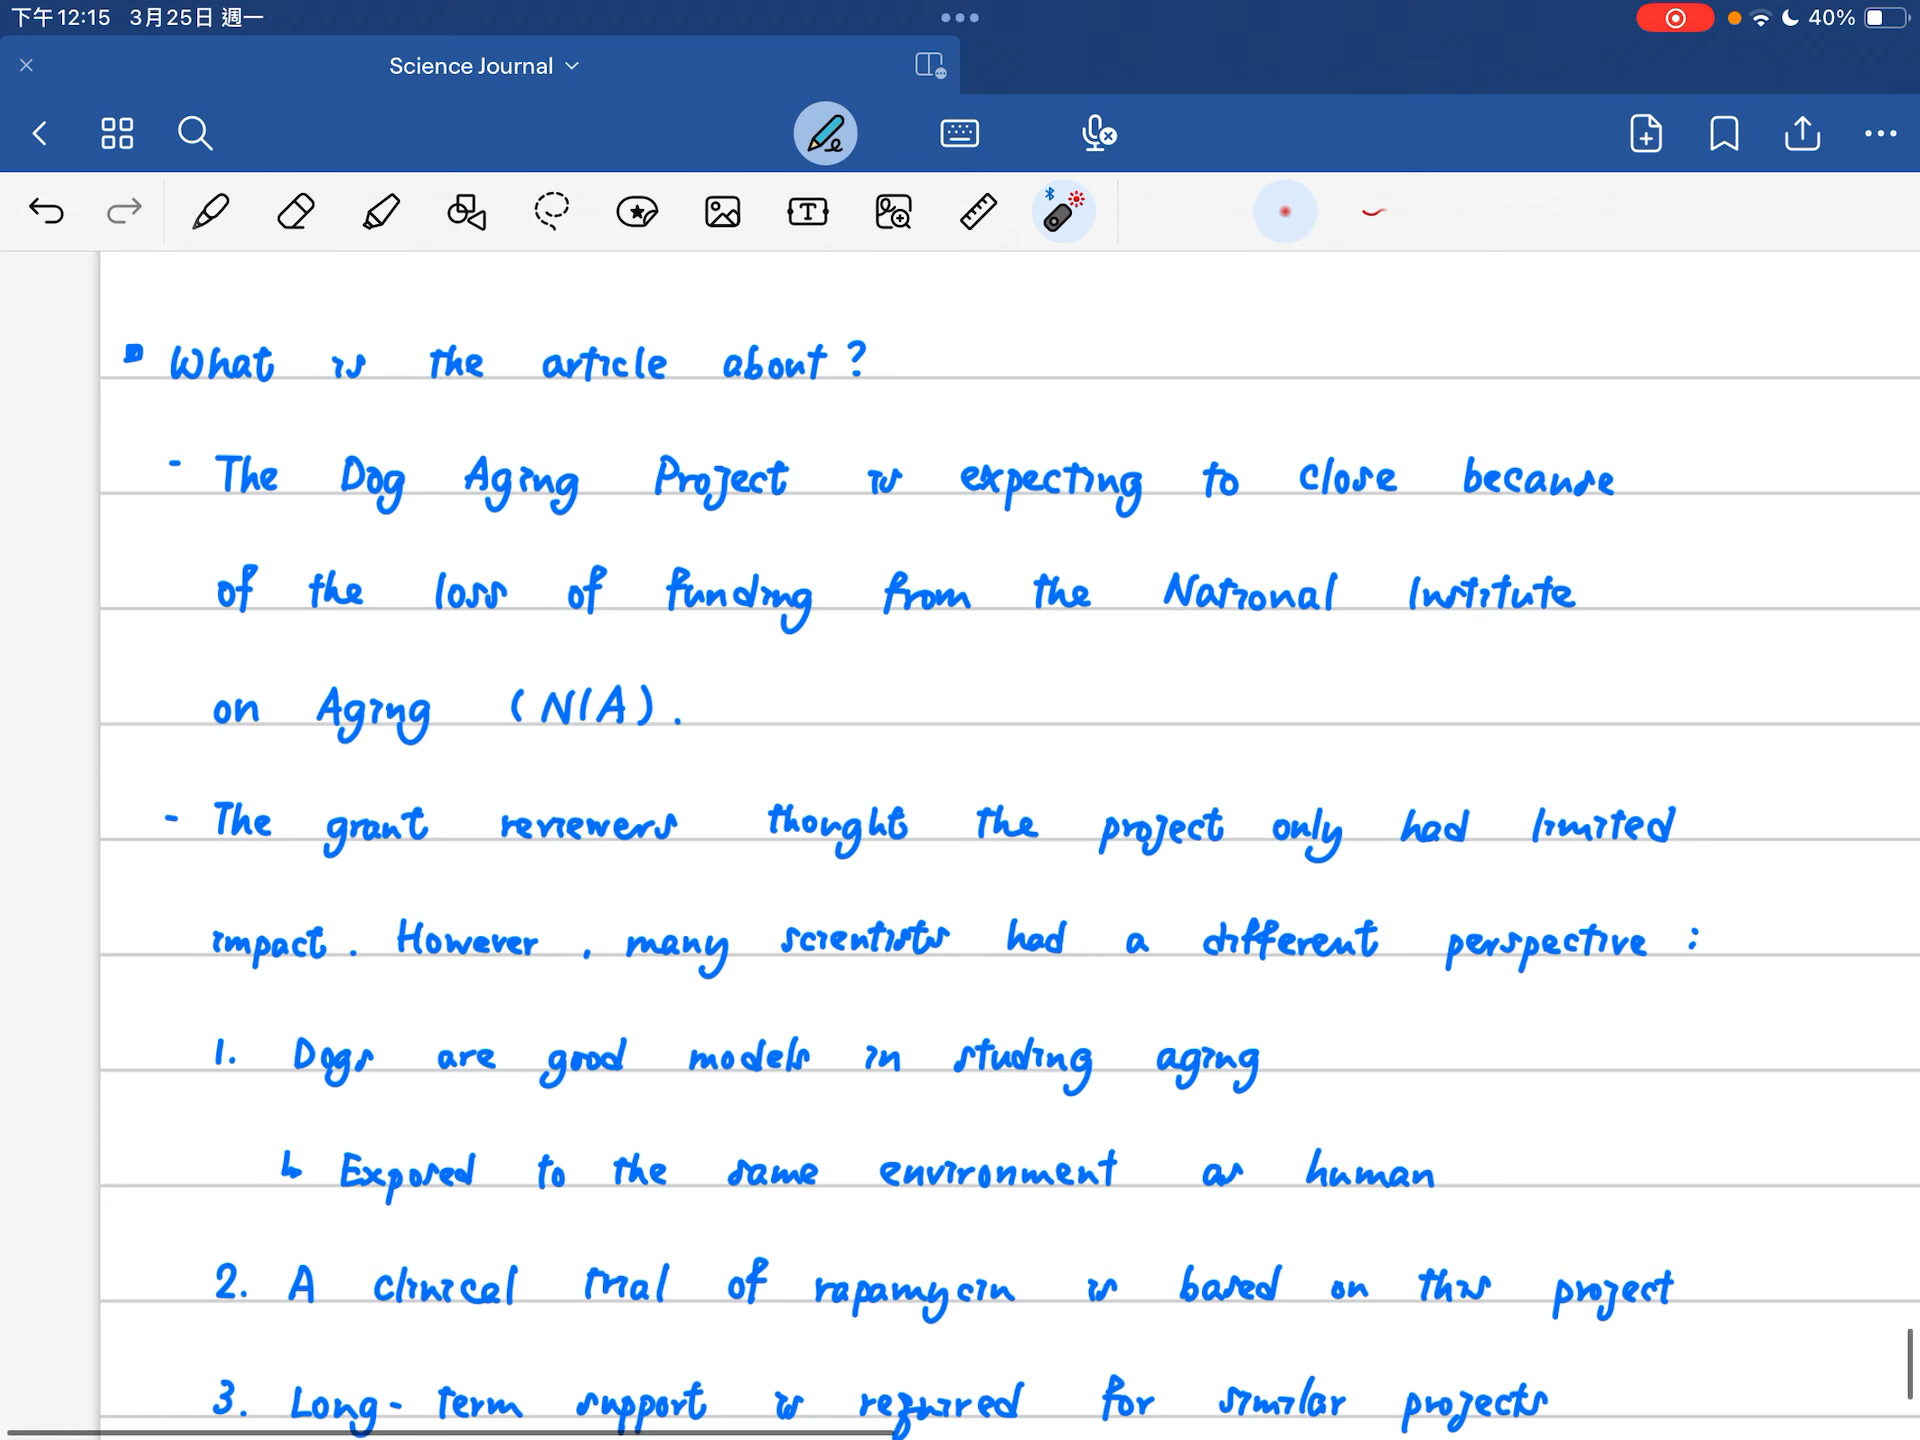 下午12:15 3月25日 週一 40%
Science Journal
▪ What is the article about?
- The Dog Aging Project is expecting to close because
of the loss of funding from the National Institute
on Aging (NIA).
- The grant reviewers thought the project only had limited
impact. However, many scientists had a different perspective:
1. Dogs are good models in studing aging
↳ Exposed to the same environment as human
2. A clinical trial of rapamycin is based on this project
3. Long-term support is required for similar projects